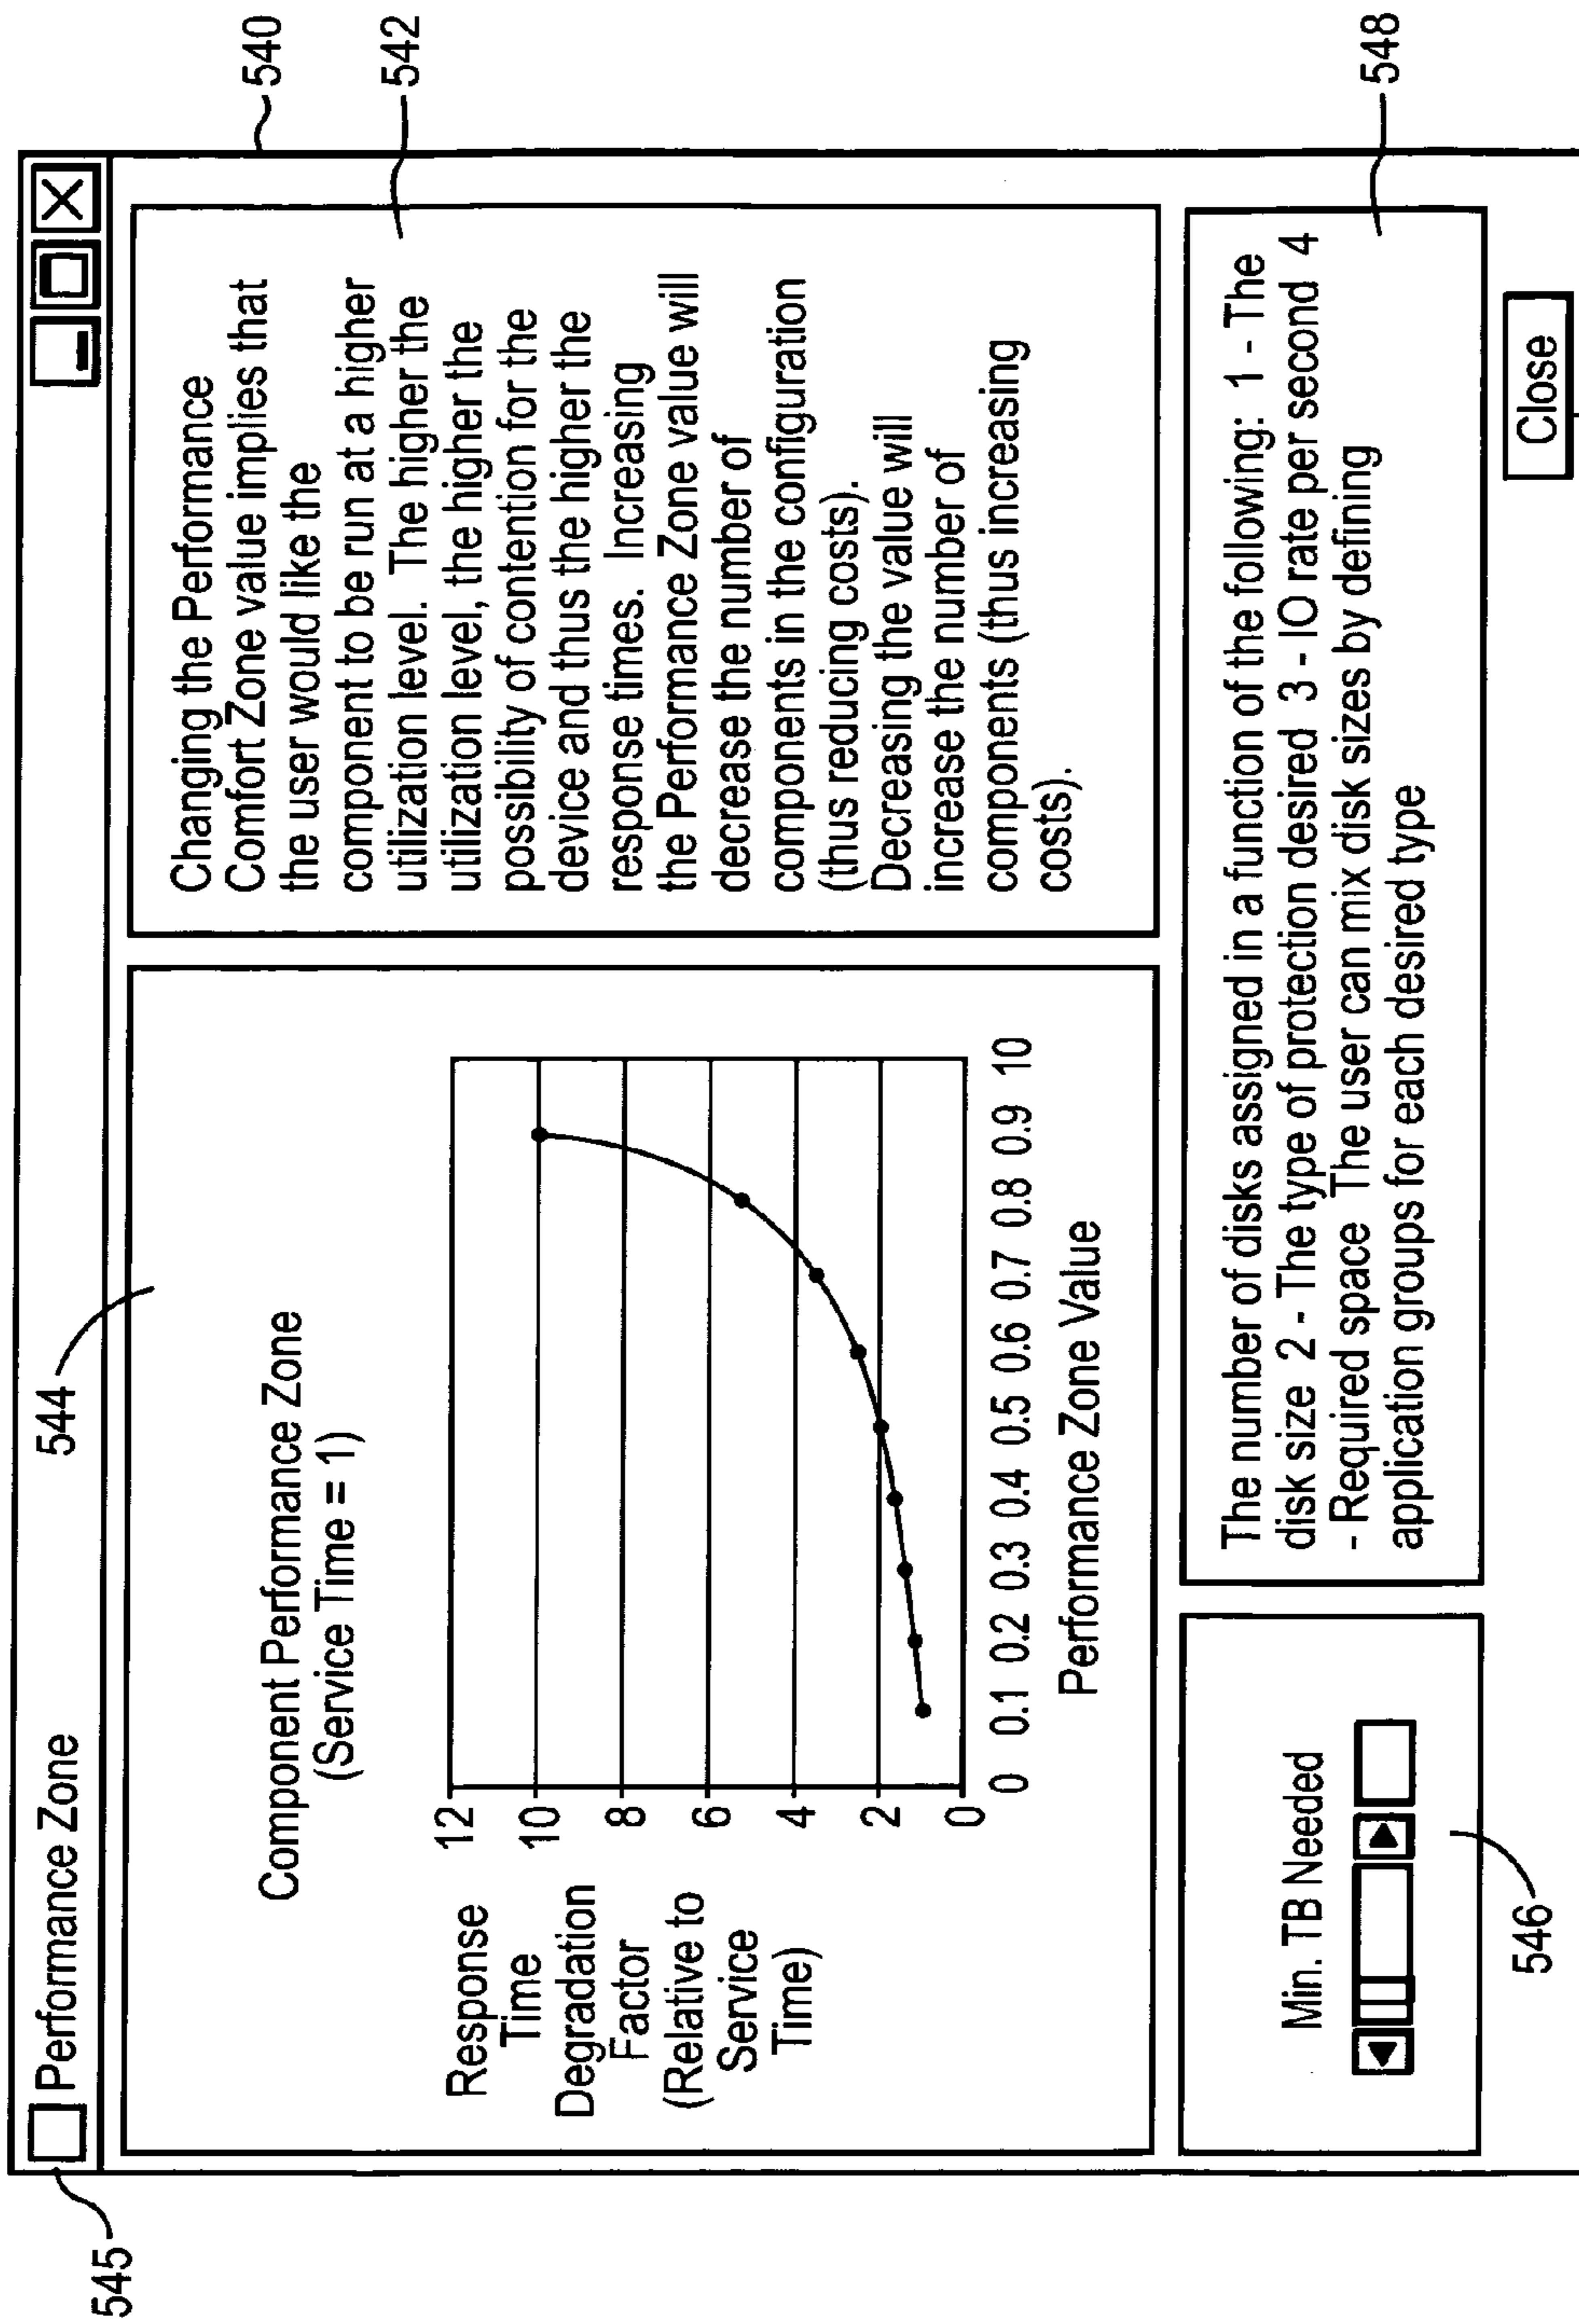 545
Performance Zone
540
544
Component Performance Zone
(Service Time = 1)
Response
Time
Degradation
Factor
(Relative to
Service
Time)
12
10
8
6
4
2
0
0 0.1 0.2 0.3 0.4 0.5 0.6 0.7 0.8 0.9 10
Performance Zone Value
Changing the Performance
Comfort Zone value implies that
the user would like the
component to be run at a higher
utilization level. The higher the
utilization level, the higher the
possibility of contention for the
device and thus the higher the
response times. Increasing
the Performance Zone value will
decrease the number of
components in the configuration
(thus reducing costs).
Decreasing the value will
increase the number of
components (thus increasing
costs).
542
Min. TB Needed
546
The number of disks assigned in a function of the following: 1 - The
disk size 2 - The type of protection desired 3 - IO rate per second 4
- Required space The user can mix disk sizes by defining
application groups for each desired type
548
Close